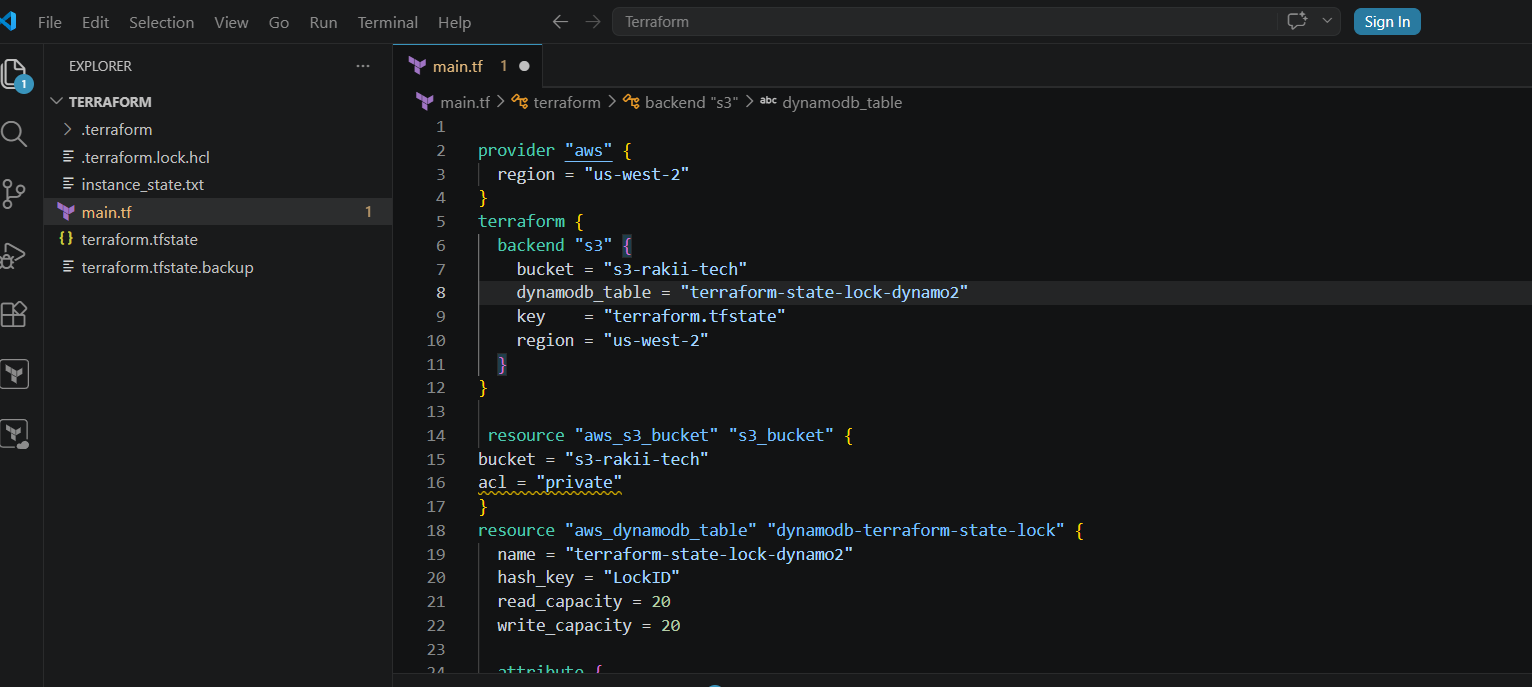 File Edit Selection View Go Run Terminal Help
Terraform
Sign In
EXPLORER
TERRAFORM
.terraform
.terraform.lock.hcl
instance_state.txt
main.tf 1
terraform.tfstate
terraform.tfstate.backup
1
main.tf 1
main.tf > terraform > backend "s3" > abc dynamodb_table
1
2 provider "aws" {
3   region = "us-west-2"
4 }
5 terraform {
6   backend "s3" {
7     bucket = "s3-rakii-tech"
8     dynamodb_table = "terraform-state-lock-dynamo2"
9     key    = "terraform.tfstate"
10     region = "us-west-2"
11   }
12 }
13
14  resource "aws_s3_bucket" "s3_bucket" {
15 bucket = "s3-rakii-tech"
16 acl = "private"
17 }
18 resource "aws_dynamodb_table" "dynamodb-terraform-state-lock" {
19   name = "terraform-state-lock-dynamo2"
20   hash_key = "LockID"
21   read_capacity = 20
22   write_capacity = 20
23
24   attribute {